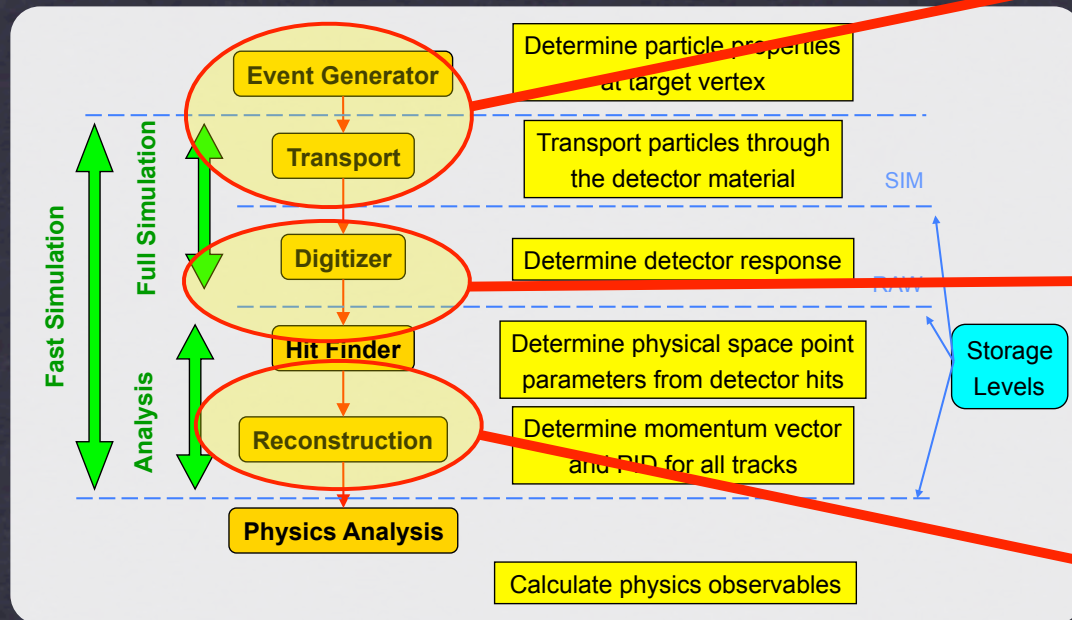 Event Generator
Determine particle properties
at target vertex
Transport
Transport particles through
the detector material
SIM
Fast Simulation
Full Simulation
Digitizer
Determine detector response
RAW
Hit Finder
Determine physical space point
parameters from detector hits
Storage
Levels
Analysis
Reconstruction
Determine momentum vector
and PID for all tracks
Physics Analysis
Calculate physics observables